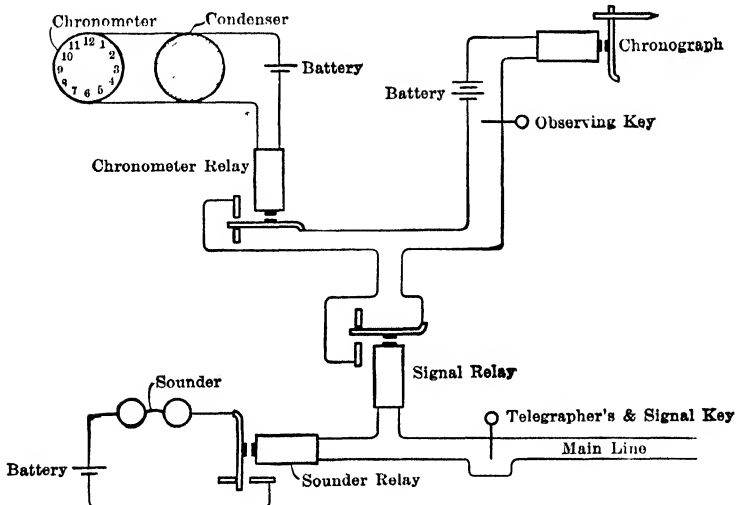 Chronometer
Condenser
12
11 1
10 2
9 3
8 4
7 6 5
Battery
Chronograph
Battery
Observing Key
Chronometer Relay
Signal Relay
Sounder
Telegrapher's & Signal Key
Main Line
Battery
Sounder Relay